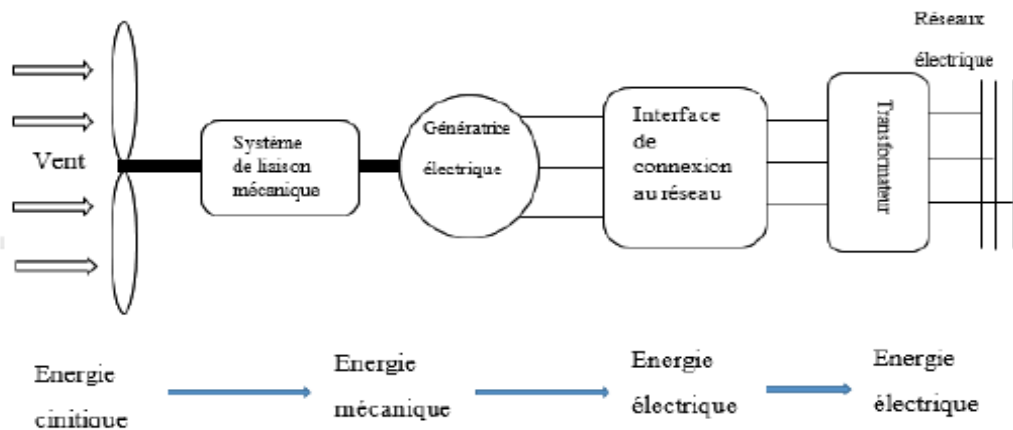 Réseaux
électrique
Vent
Système
de liaison
mécanique
Génératrice
électrique
Interface
de
connexion
au réseau
Transformateur
Energie
cinitique
Energie
mécanique
Energie
électrique
Energie
électrique